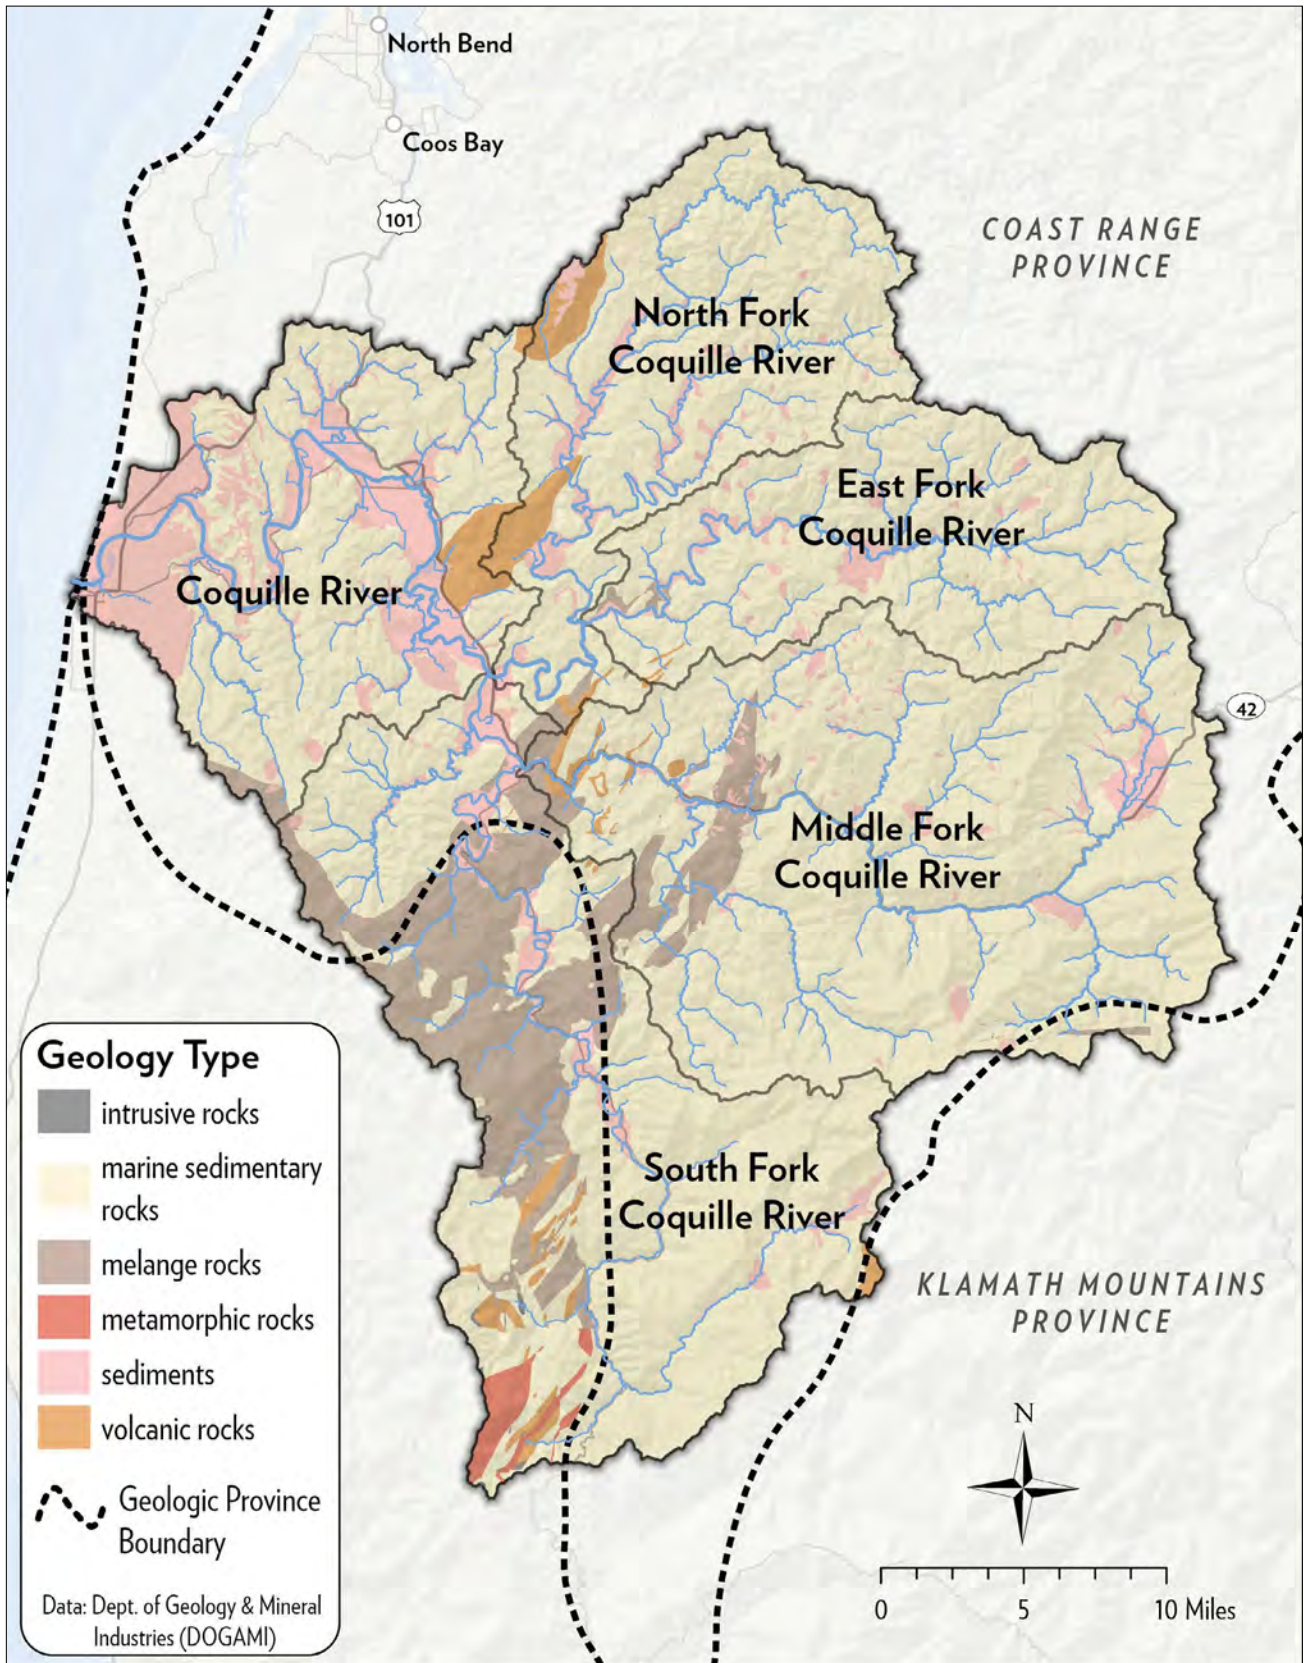 North Bend
Coos Bay
101
COAST RANGE
PROVINCE
North Fork
Coquille River
East Fork
Coquille River
Coquille River
42
Middle Fork
Coquille River
South Fork
Coquille River
KLAMATH MOUNTAINS
PROVINCE
Geology Type
intrusive rocks
marine sedimentary
rocks
melange rocks
metamorphic rocks
sediments
volcanic rocks
Geologic Province
Boundary
Data: Dept. of Geology & Mineral
Industries (DOGAMI)
N
0 5 10 Miles